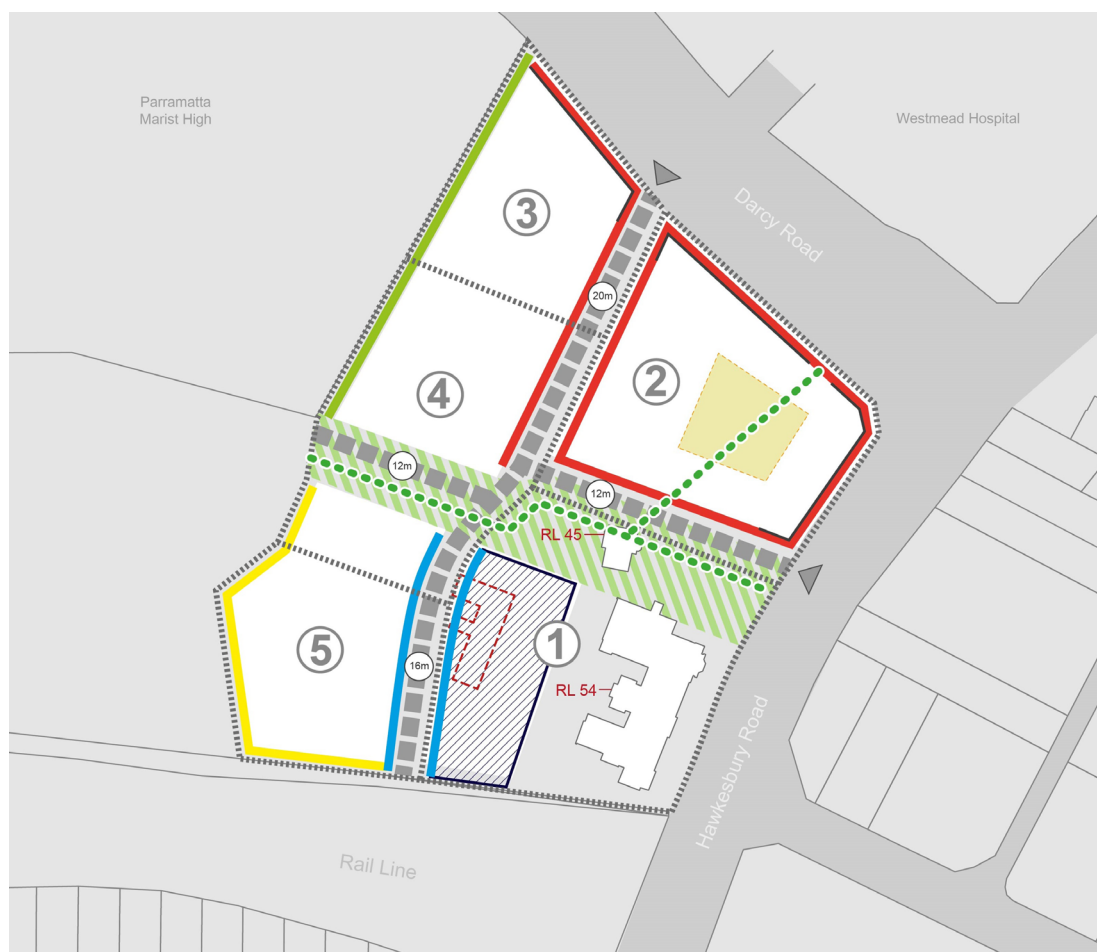 Parramatta
Marist High
Westmead Hospital
Darcy Road
3
20m
2
4
12m
12m
RL 45
1
5
16m
RL 54
Hawkesbury Road
Rail Line